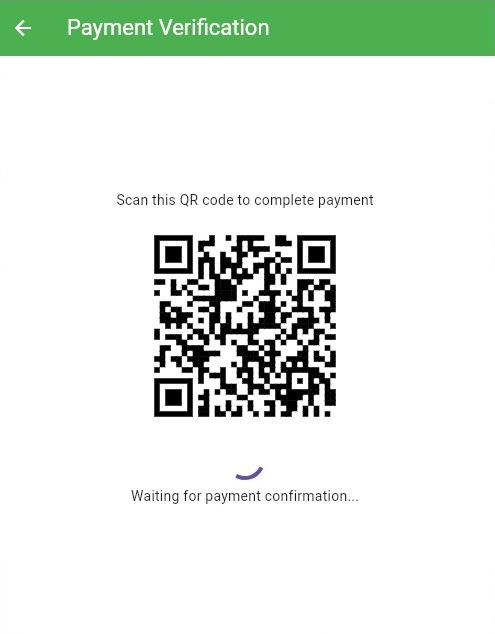 Payment Verification
Scan this QR code to complete payment
Waiting for payment confirmation...